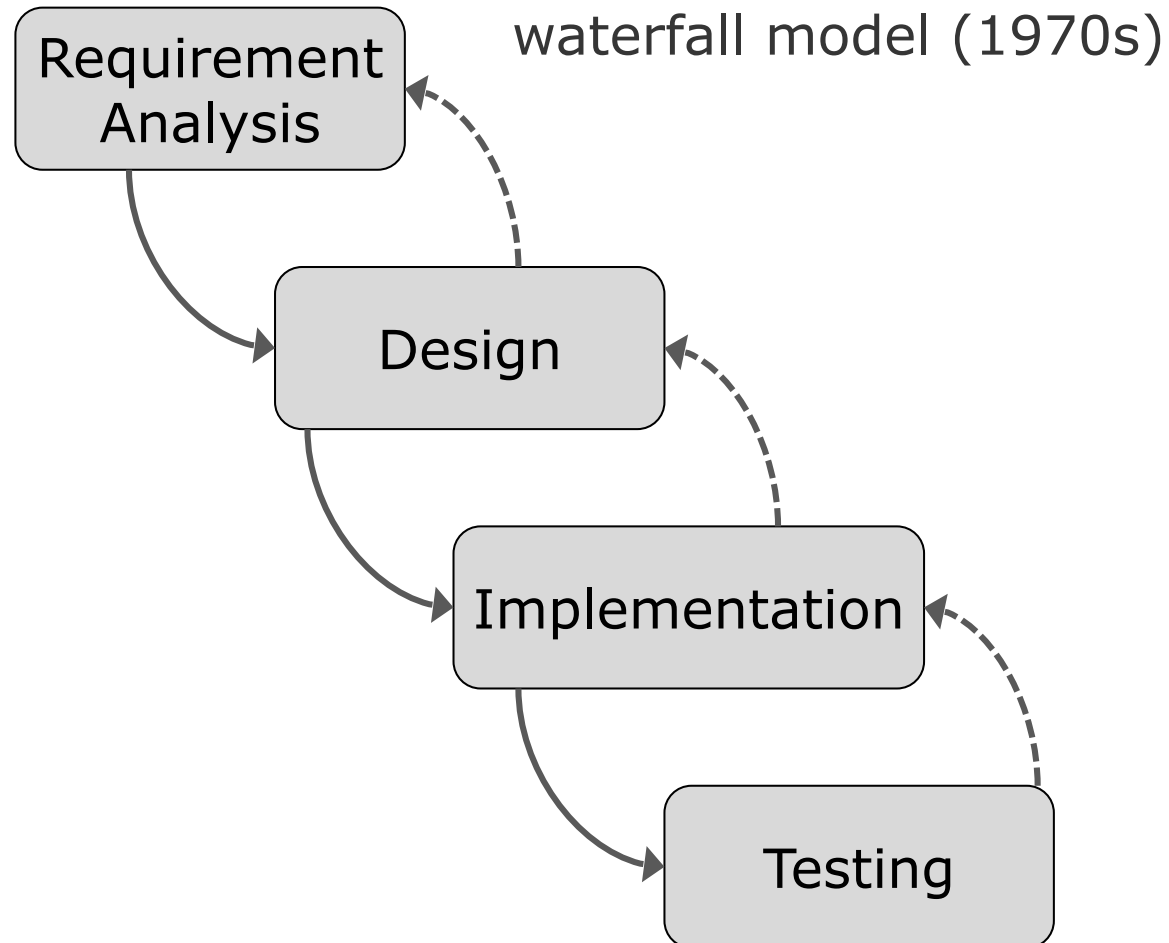 waterfall model (1970s)
Requirement
Analysis
Design
Implementation
Testing